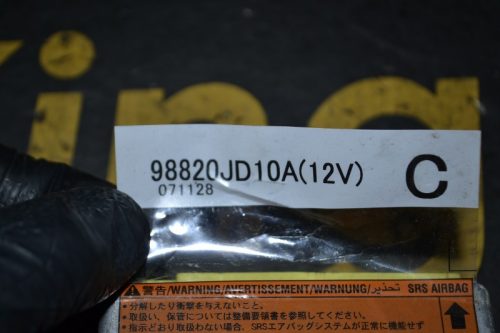 King
98820JD10A(12V)
071128
C
警告/WARNING/AVERTISSEMENT/WARNUNG/تحذير SRS AIRBAG
・分解したり衝撃を与えないこと。
・取扱い、保管については整備要領書を参照してください。
・指示どおり取扱わない場合、SRSエアバッグシステムが正常に機能せず